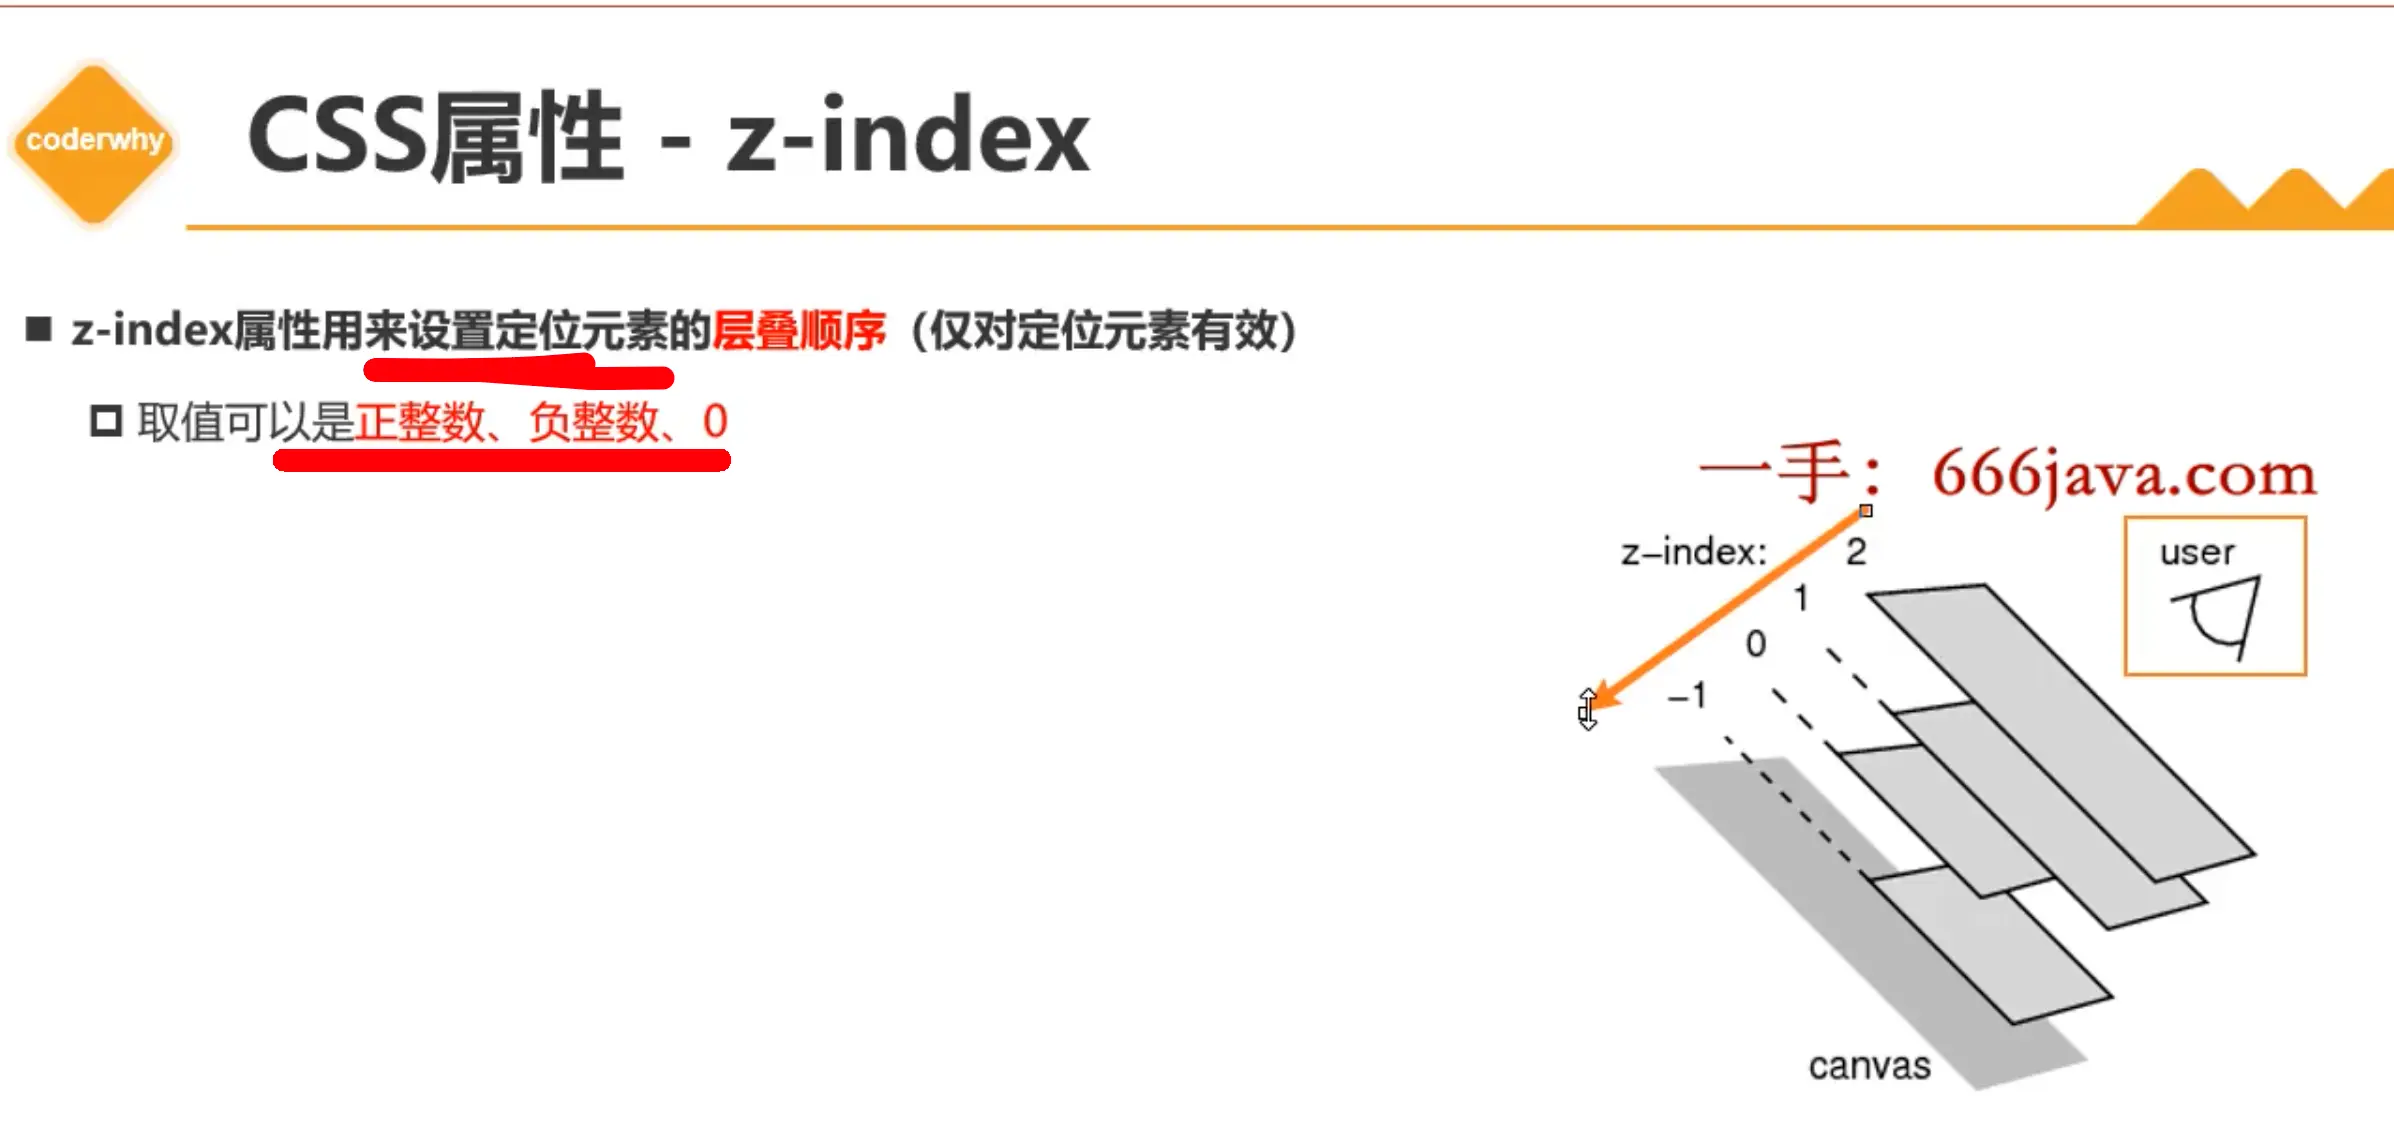 coderwhy
CSS属性 - z-index
z-index属性用来设置定位元素的层叠顺序（仅对定位元素有效）
取值可以是正整数、负整数、0
一手：666java.com
z-index:
2
user
1
0
-1
canvas